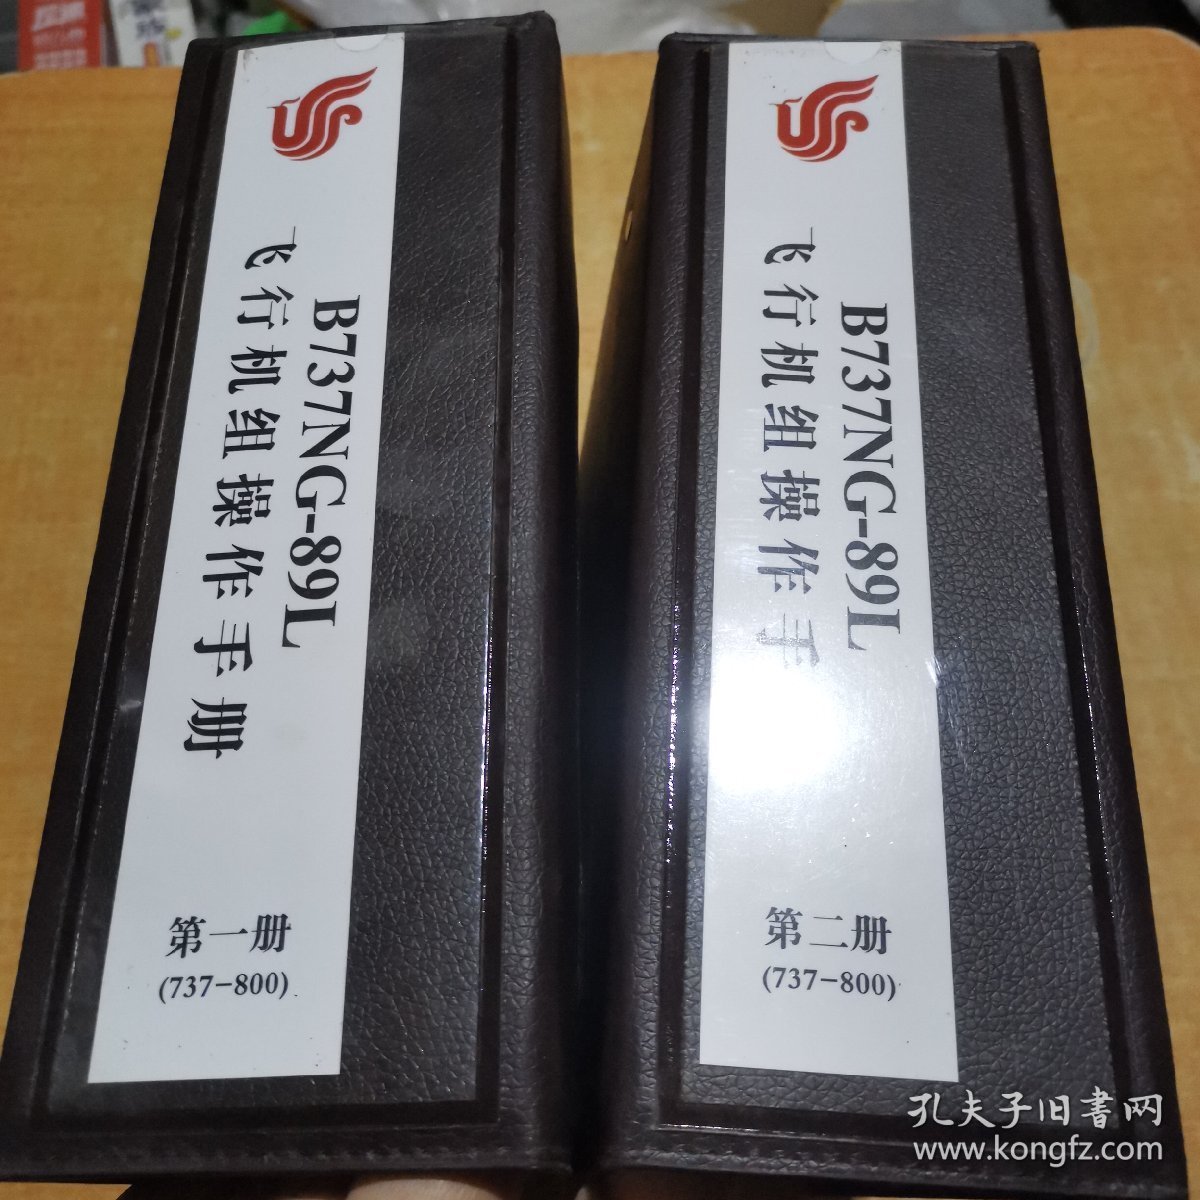 B737NG-89L
飞行机组操作手册
第一册
(737-800)
B737NG-89L
飞行机组操作手
第二册
(737-800)
孔夫子旧書网
www.kongfz.com